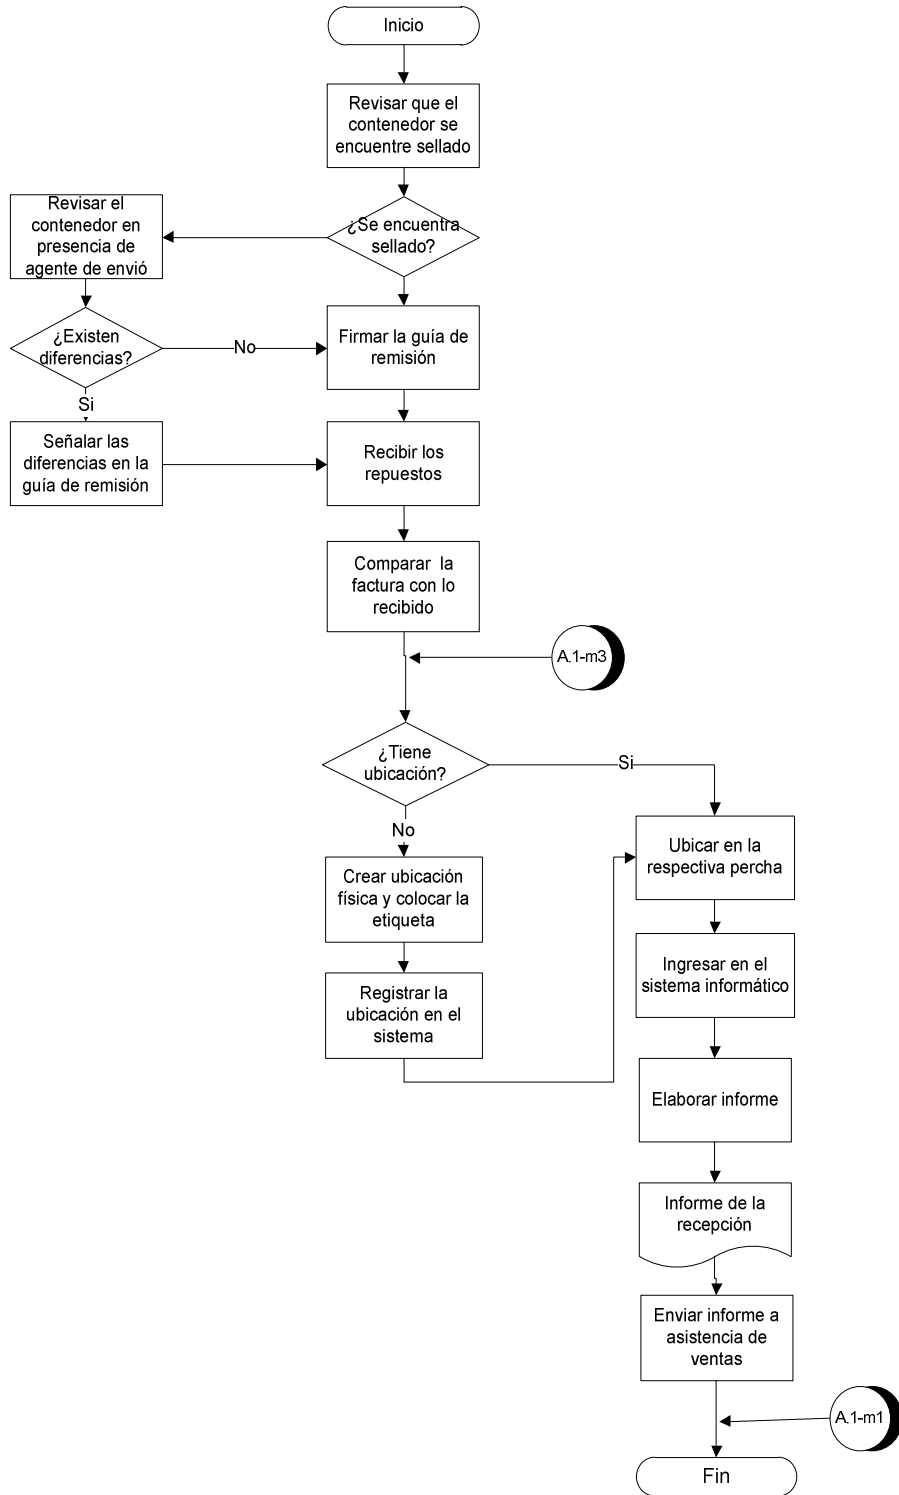 Inicio
Revisar que el
contenedor se
encuentre sellado
¿Se encuentra
sellado?
Revisar el
contenedor en
presencia de
agente de envió
¿Existen
diferencias?
No
Firmar la guía de
remisión
Si
Señalar las
diferencias en la
guía de remisión
Recibir los
repuestos
Comparar la
factura con lo
recibido
A.1-m3
¿Tiene
ubicación?
Si
No
Ubicar en la
respectiva percha
Crear ubicación
física y colocar la
etiqueta
Ingresar en el
sistema informático
Registrar la
ubicación en el
sistema
Elaborar informe
Informe de la
recepción
Enviar informe a
asistencia de
ventas
A.1-m1
Fin